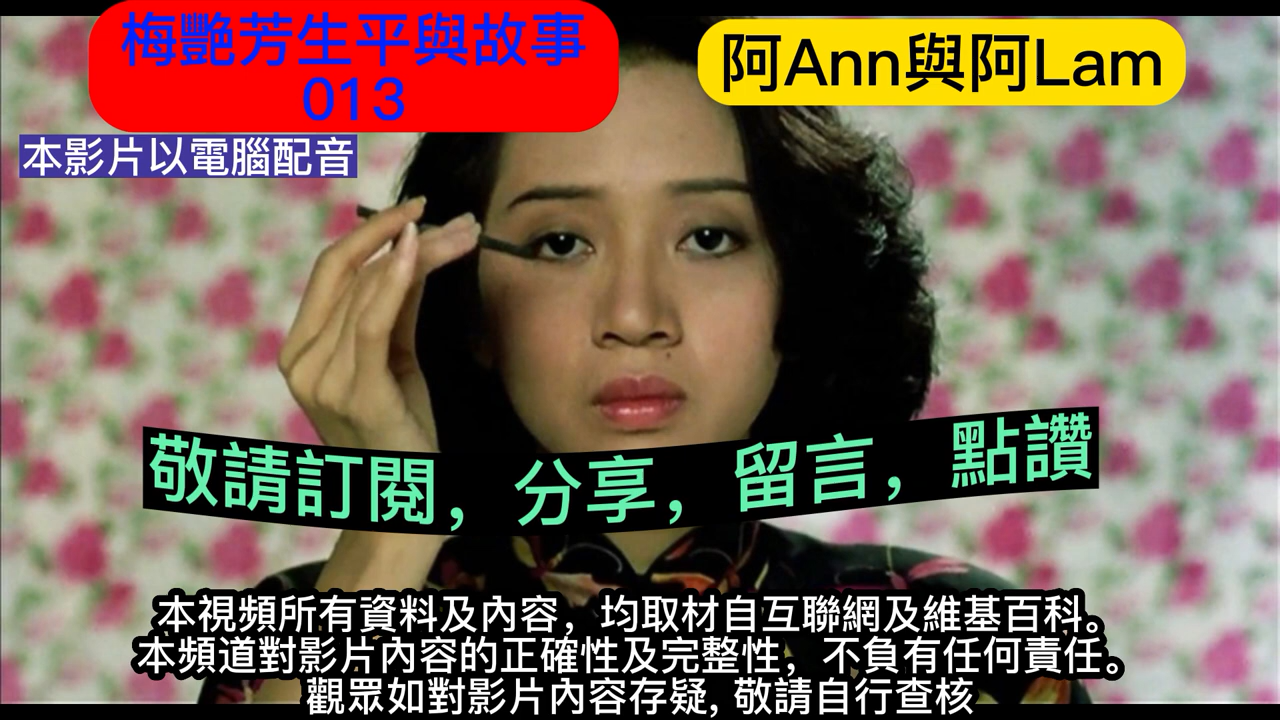 梅艷芳生平與故事
013
阿Ann與阿Lam
本影片以電腦配音
敬請訂閱，分享，留言，點讚
本視頻所有資料及內容，均取材自互聯網及維基百科。
本頻道對影片內容的正確性及完整性，不負有任何責任。
觀眾如對影片內容存疑, 敬請自行查核